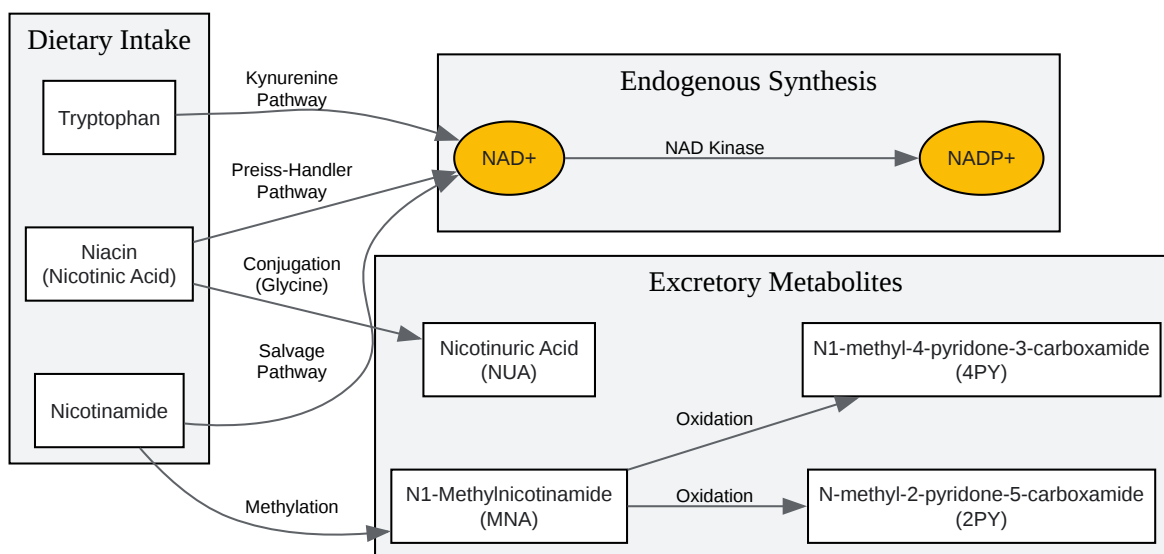 Dietary Intake
Tryptophan
Niacin
(Nicotinic Acid)
Nicotinamide
Kynurenine
Pathway
Preiss-Handler
Pathway
Conjugation
(Glycine)
Salvage
Pathway
Methylation
Endogenous Synthesis
NAD+
NAD Kinase
NADP+
Excretory Metabolites
Nicotinuric Acid
(NUA)
N1-methyl-4-pyridone-3-carboxamide
(4PY)
Oxidation
N1-Methylnicotinamide
(MNA)
Oxidation
N-methyl-2-pyridone-5-carboxamide
(2PY)